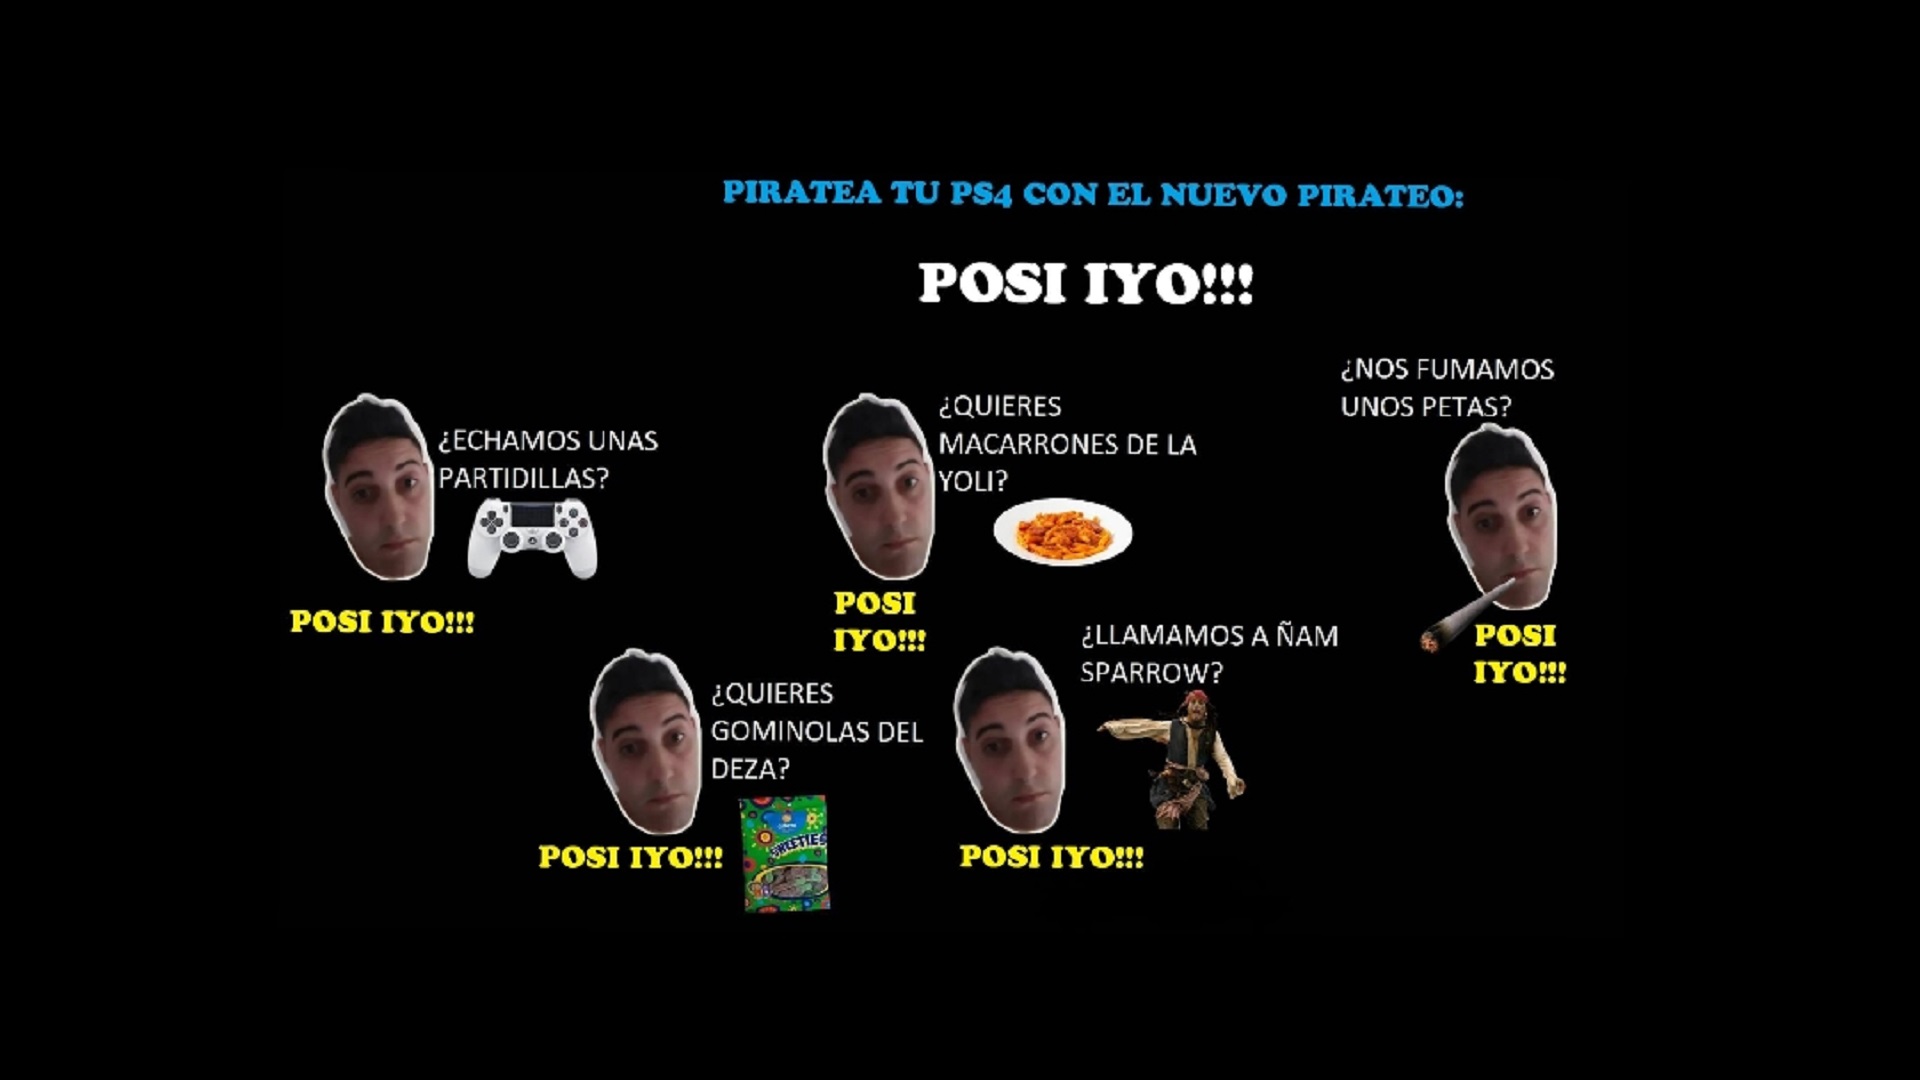 PIRATEA TU PS4 CON EL NUEVO PIRATEO:
POSI IYO!!!
¿ECHAMOS UNAS
PARTIDILLAS?
POSI IYO!!!
¿QUIERES
MACARRONES DE LA
YOLI?
POSI
IYO!!!
¿NOS FUMAMOS
UNOS PETAS?
POSI
IYO!!!
¿QUIERES
GOMINOLAS DEL
DEZA?
SWEETIES
POSI IYO!!!
¿LLAMAMOS A ÑAM
SPARROW?
POSI IYO!!!